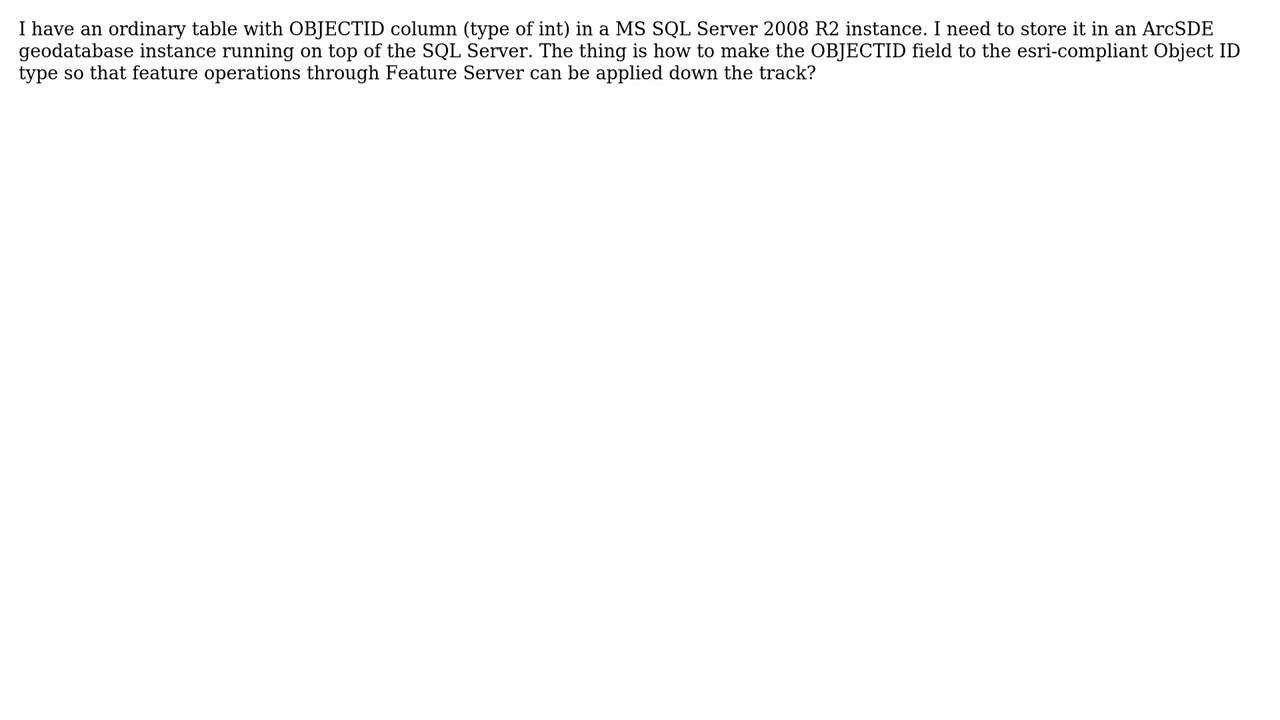 I have an ordinary table with OBJECTID column (type of int) in a MS SQL Server 2008 R2 instance. I need to store it in an ArcSDE
geodatabase instance running on top of the SQL Server. The thing is how to make the OBJECTID field to the esri-compliant Object ID
type so that feature operations through Feature Server can be applied down the track?